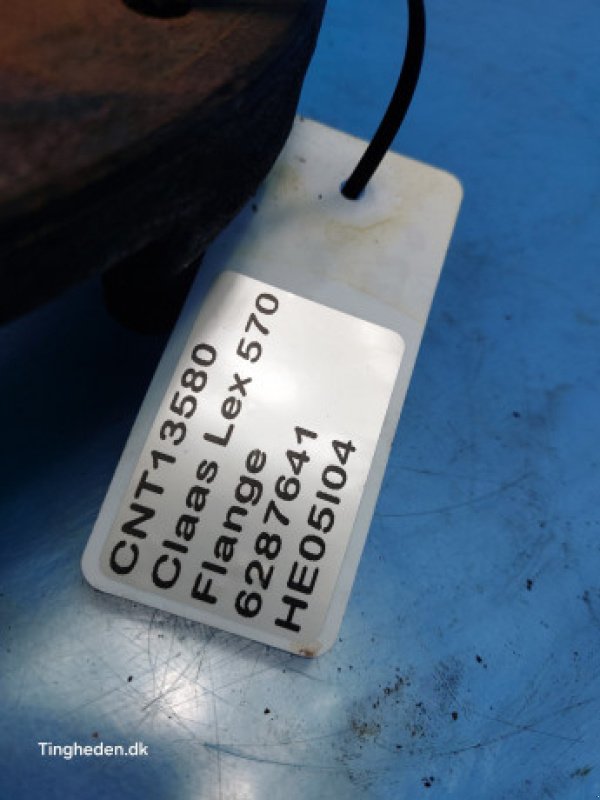 CNT13580
Claas Lex 570
Flange
6287641
HE05I04
Tingheden.dk